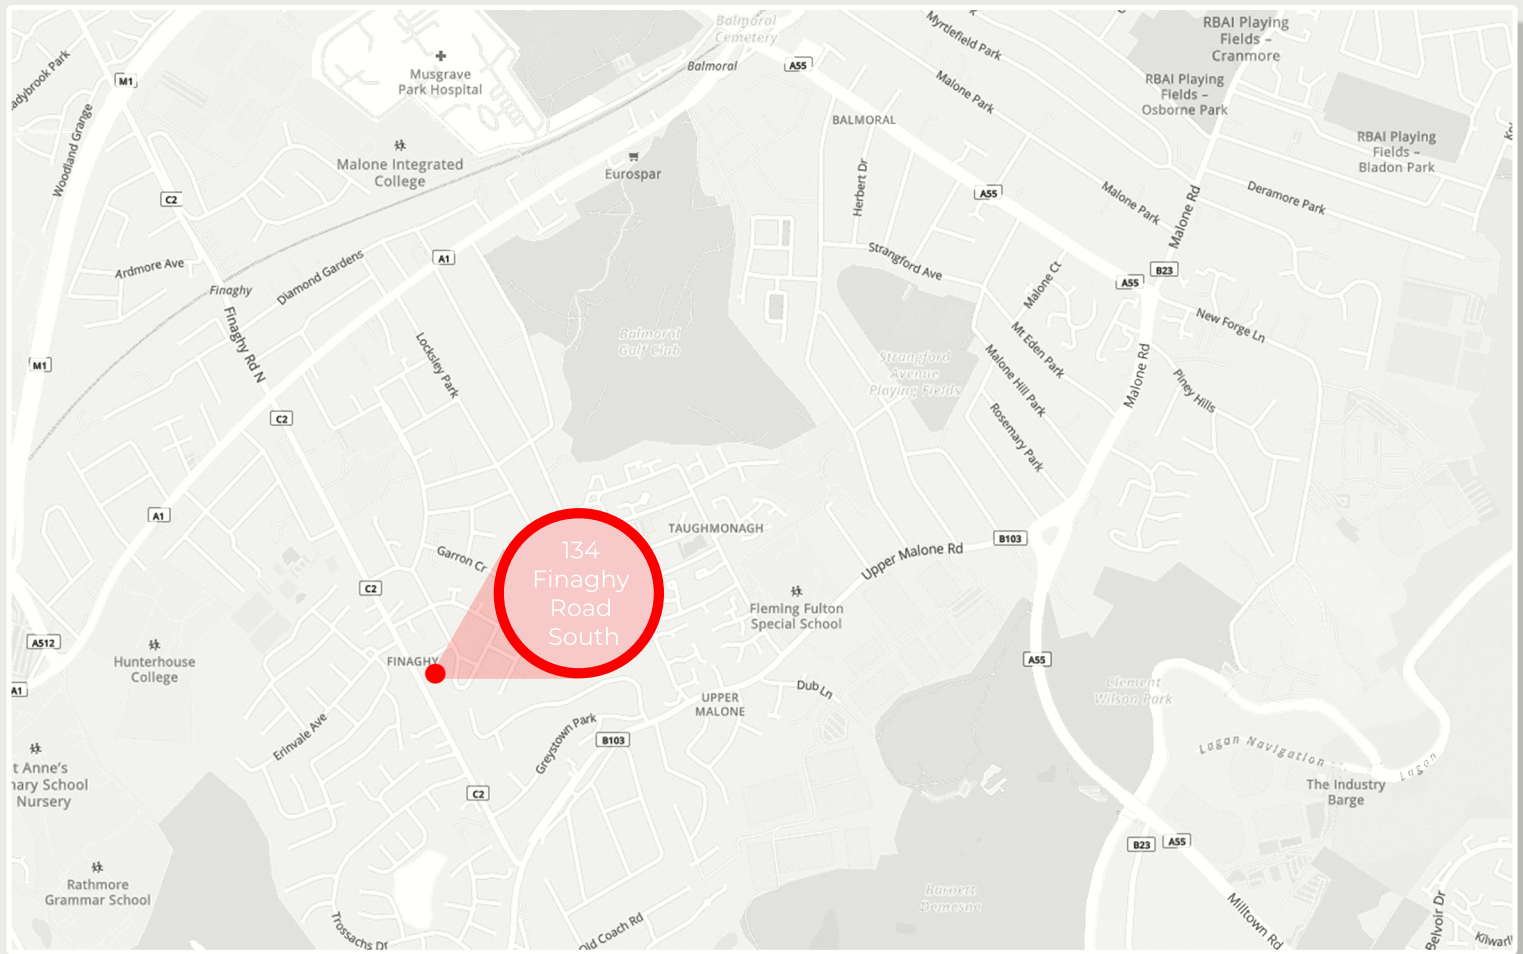 Balmoral
Cemetery
Myrtlefield Park
RBAI Playing
Fields –
Cranmore
Musgrave
Park Hospital
M1
Balmoral
A55
Malone Park
RBAI Playing
Fields –
Osborne Park
Woodland Grange
BALMORAL
RBAI Playing
Fields –
Bladon Park
Malone Integrated
College
Eurospar
C2
Herbert Dr
A55
Malone Park
Malone Rd
Deramore Park
A1
Ardmore Ave
Diamond Gardens
Strangford Ave
Malone Ct
B23
A55
Finaghy
Finaghy Rd N
New Forge Ln
M1
Locksley Park
Balmoral
Golf Club
Strangford
Avenue
Playing Fields
Mt Eden Park
Malone Hill Park
Malone Rd
Piney Hills
C2
Rosemary Park
A1
TAUGHMONAGH
134
Finaghy
Road
South
Garron Cr
Upper Malone Rd
B103
C2
Fleming Fulton
Special School
A512
Hunterhouse
College
FINAGHY
A55
A1
UPPER
MALONE
Dub Ln
Clement
Wilson Park
Erinvale Ave
Greystown Park
B103
Lagan Navigation
Lagan
t Anne’s
nary School
Nursery
C2
The Industry
Barge
B23
A55
Rathmore
Grammar School
Barnett
Demesne
Trossachs Dr
Old Coach Rd
Milltown Rd
Belvoir Dr